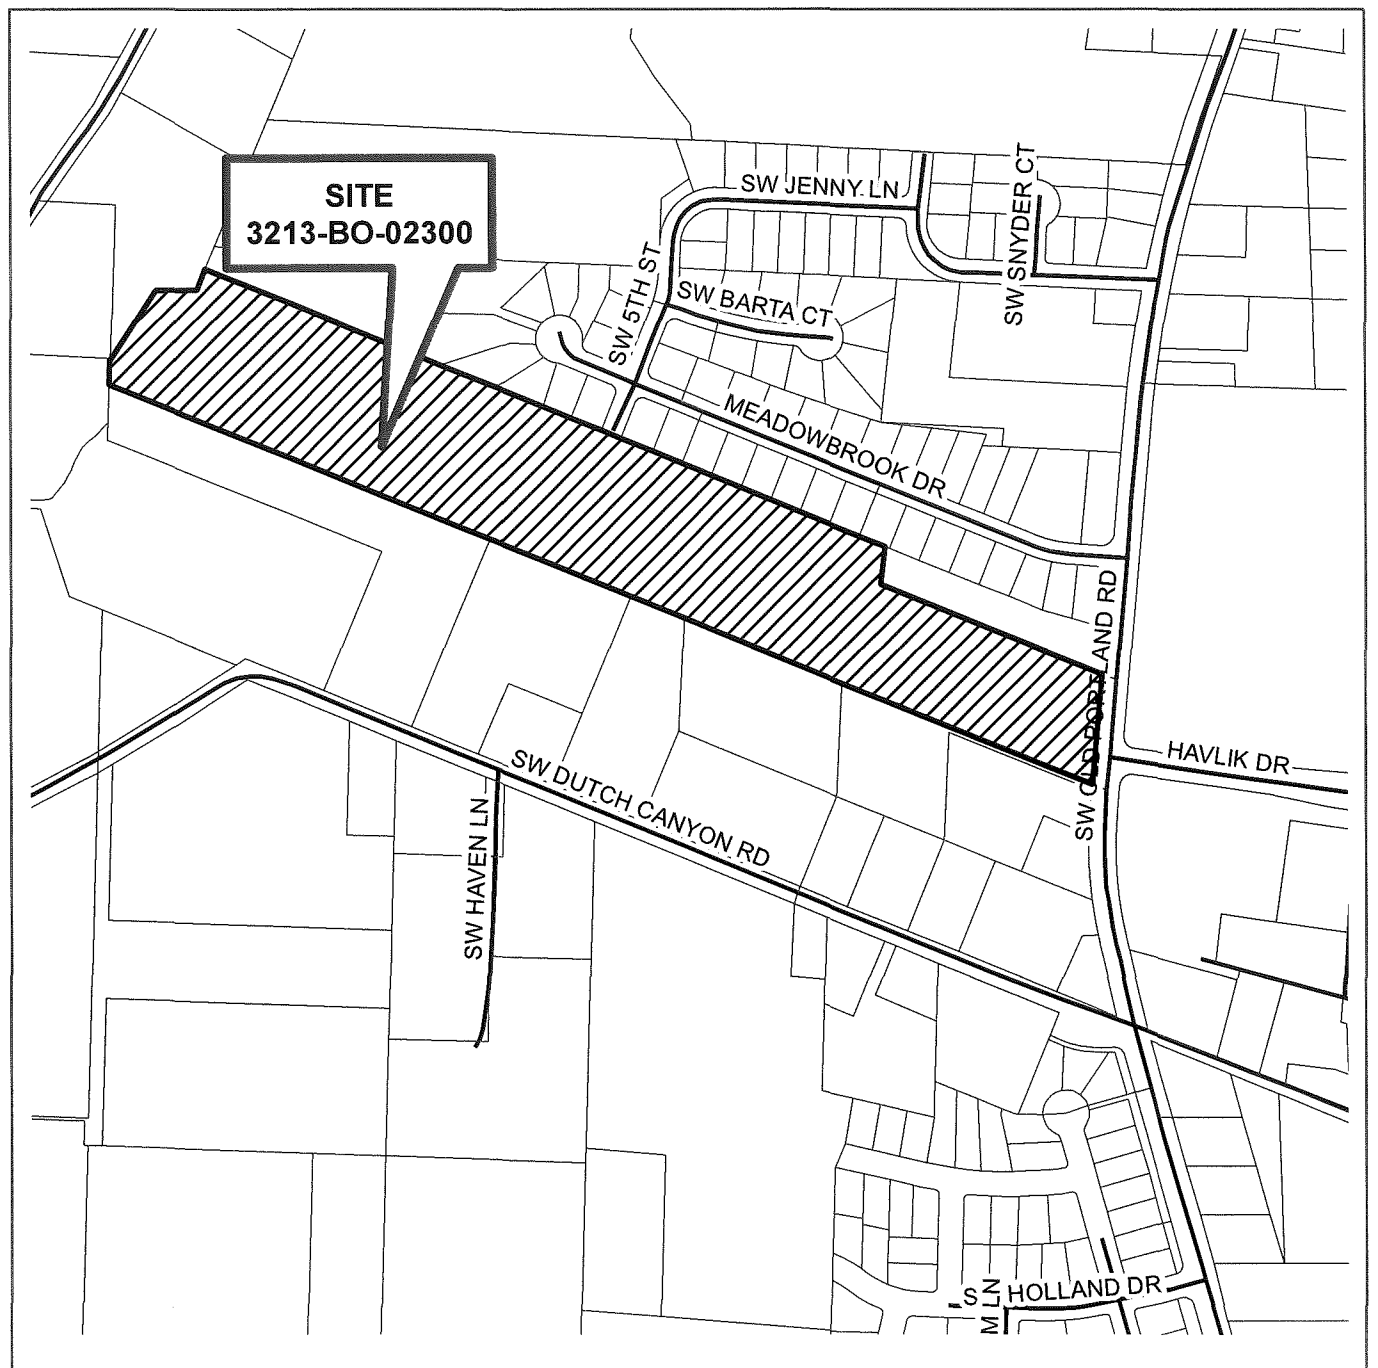 SITE
3213-BO-02300
SW JENNY LN
SW SNYDER CT
SW 5TH ST
SW BARTA CT
MEADOWBROOK DR
SW OLD PORTLAND RD
HAVLIK DR
SW DUTCH CANYON RD
SW HAVEN LN
HOLLAND DR
M LN